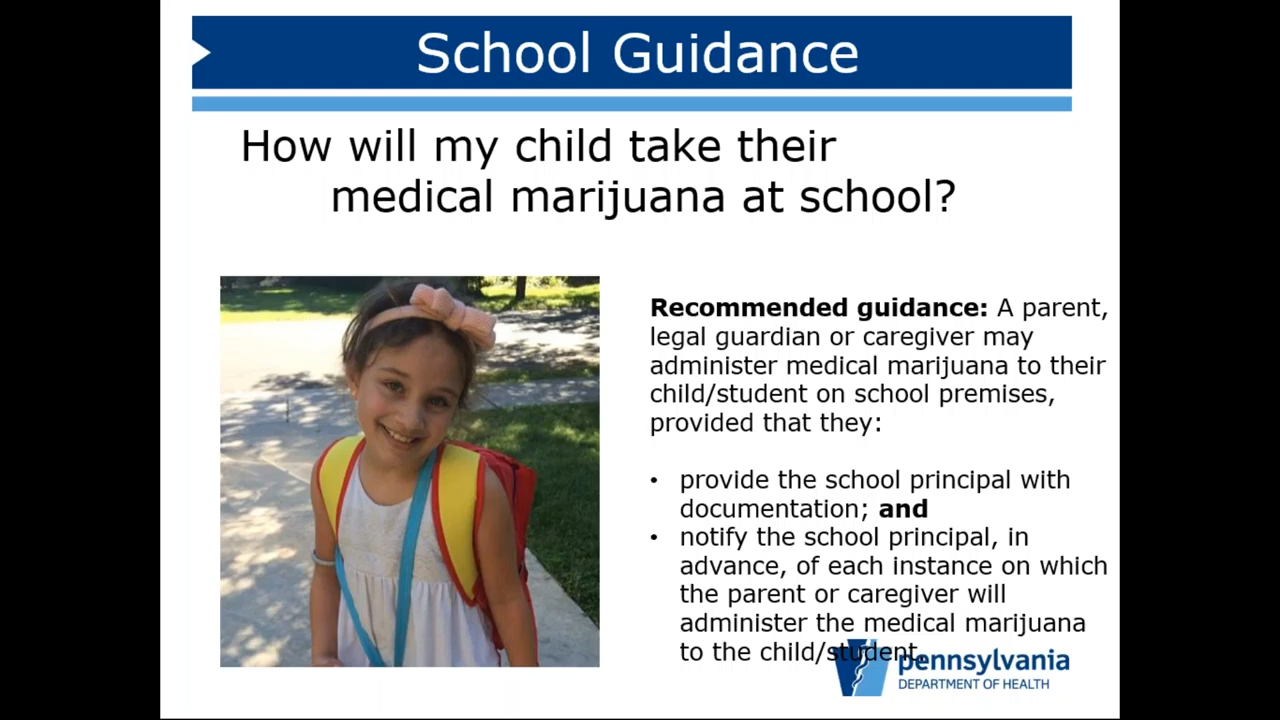 School Guidance
How will my child take their
medical marijuana at school?
Recommended guidance: A parent,
legal guardian or caregiver may
administer medical marijuana to their
child/student on school premises,
provided that they:
• provide the school principal with
documentation; and
• notify the school principal, in
advance, of each instance on which
the parent or caregiver will
administer the medical marijuana
to the child/student.
pennsylvania
DEPARTMENT OF HEALTH